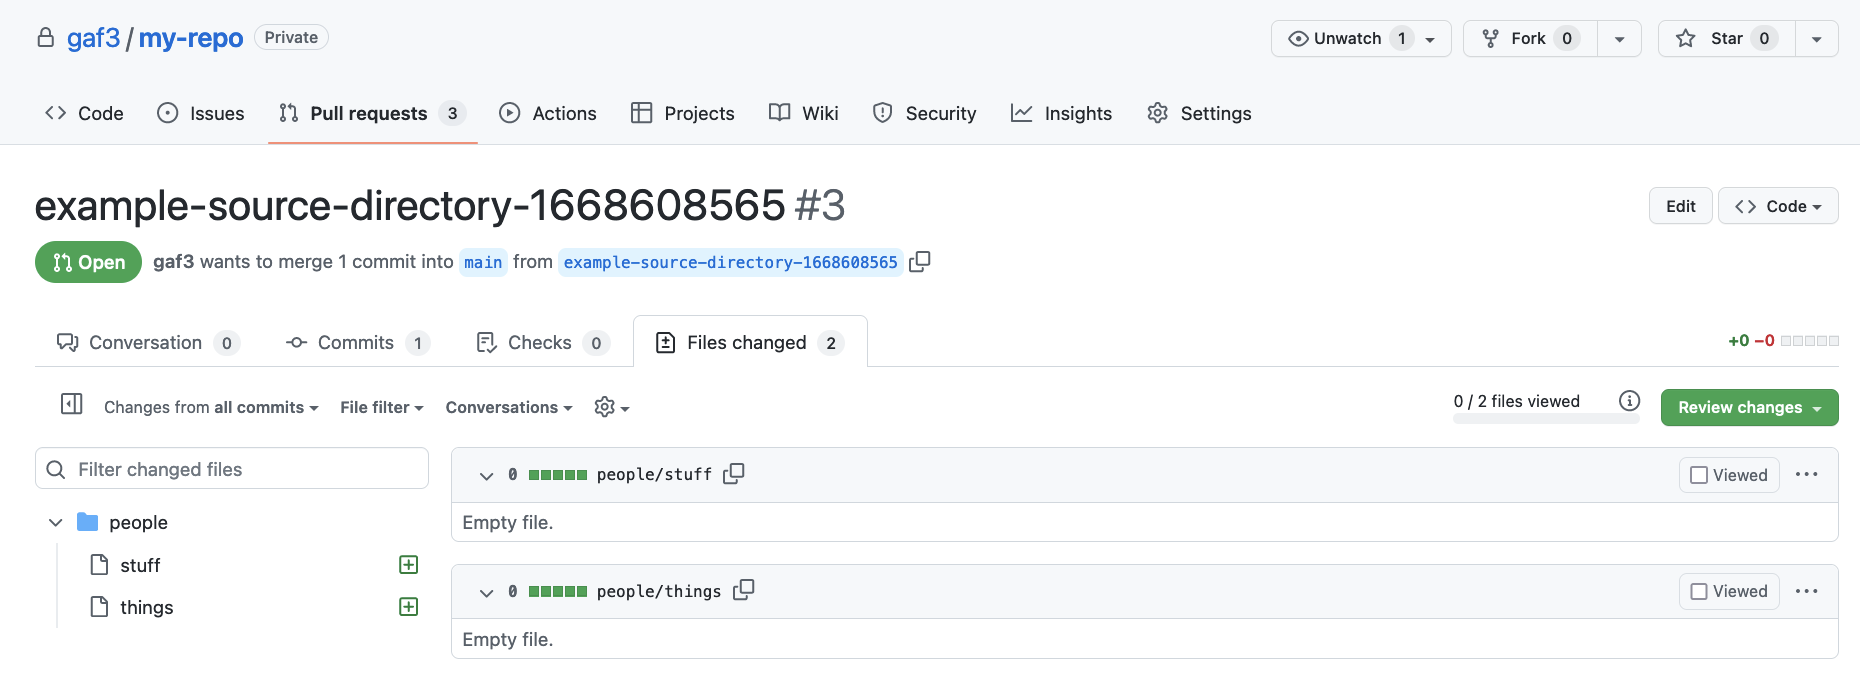 gaf3 / my-repo Private Unwatch 1 Fork 0 Star 0
Code Issues Pull requests 3 Actions Projects Wiki Security Insights Settings
example-source-directory-1668608565 #3 Edit Code
Open gaf3 wants to merge 1 commit into main from example-source-directory-1668608565
Conversation 0 Commits 1 Checks 0 Files changed 2 +0 −0
Changes from all commits File filter Conversations 0 / 2 files viewed Review changes
Filter changed files
0 people/stuff Viewed
Empty file.
people
stuff
things
0 people/things Viewed
Empty file.